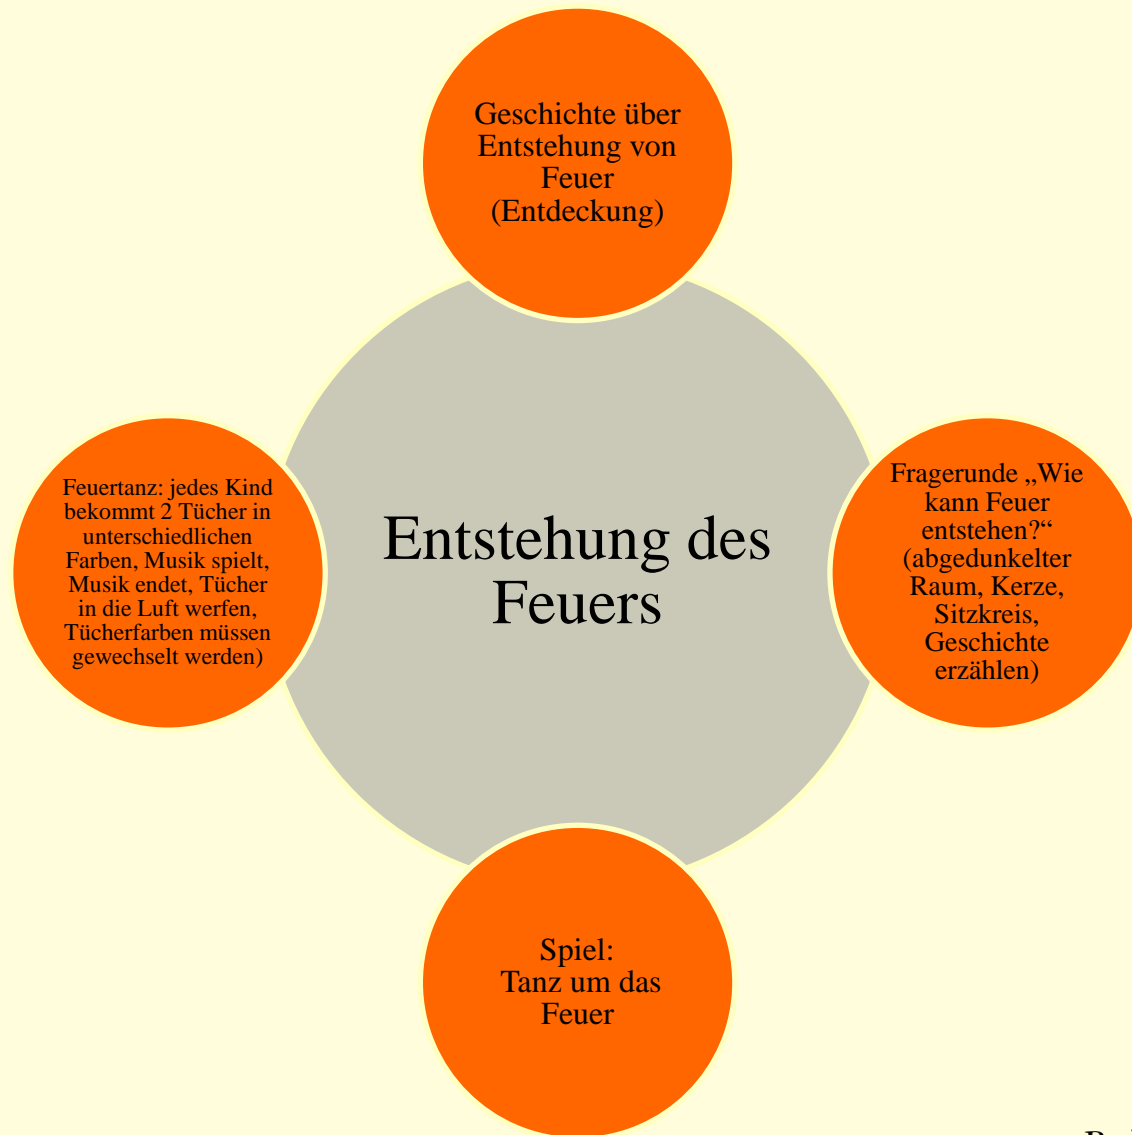 Geschichte über
Entstehung von
Feuer
(Entdeckung)
Feuertanz: jedes Kind
bekommt 2 Tücher in
unterschiedlichen
Farben, Musik spielt,
Musik endet, Tücher
in die Luft werfen,
Tücherfarben müssen
gewechselt werden)
Entstehung des
Feuers
Fragerunde „Wie
kann Feuer
entstehen?“
(abgedunkelter
Raum, Kerze,
Sitzkreis,
Geschichte
erzählen)
Spiel:
Tanz um das
Feuer